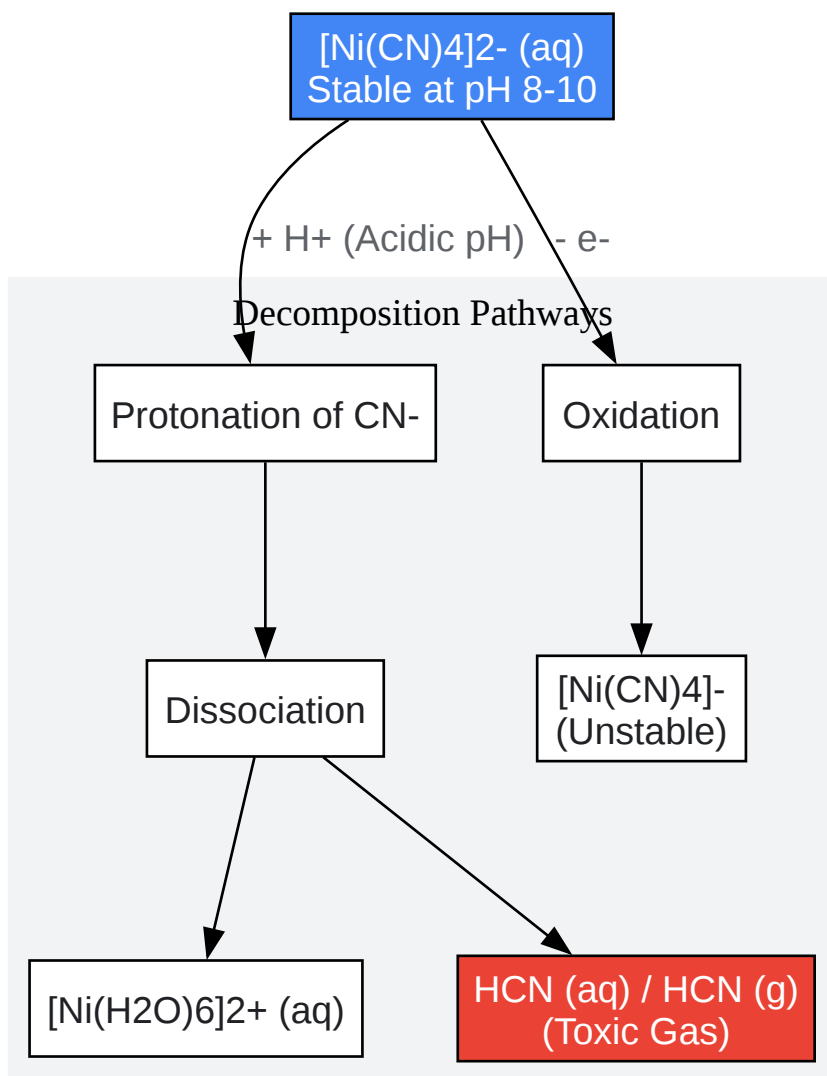 [Ni(CN)4]2- (aq)
Stable at pH 8-10
+ H+ (Acidic pH)
- e-
Decomposition Pathways
Protonation of CN-
Oxidation
Dissociation
[Ni(CN)4]-
(Unstable)
[Ni(H2O)6]2+ (aq)
HCN (aq) / HCN (g)
(Toxic Gas)